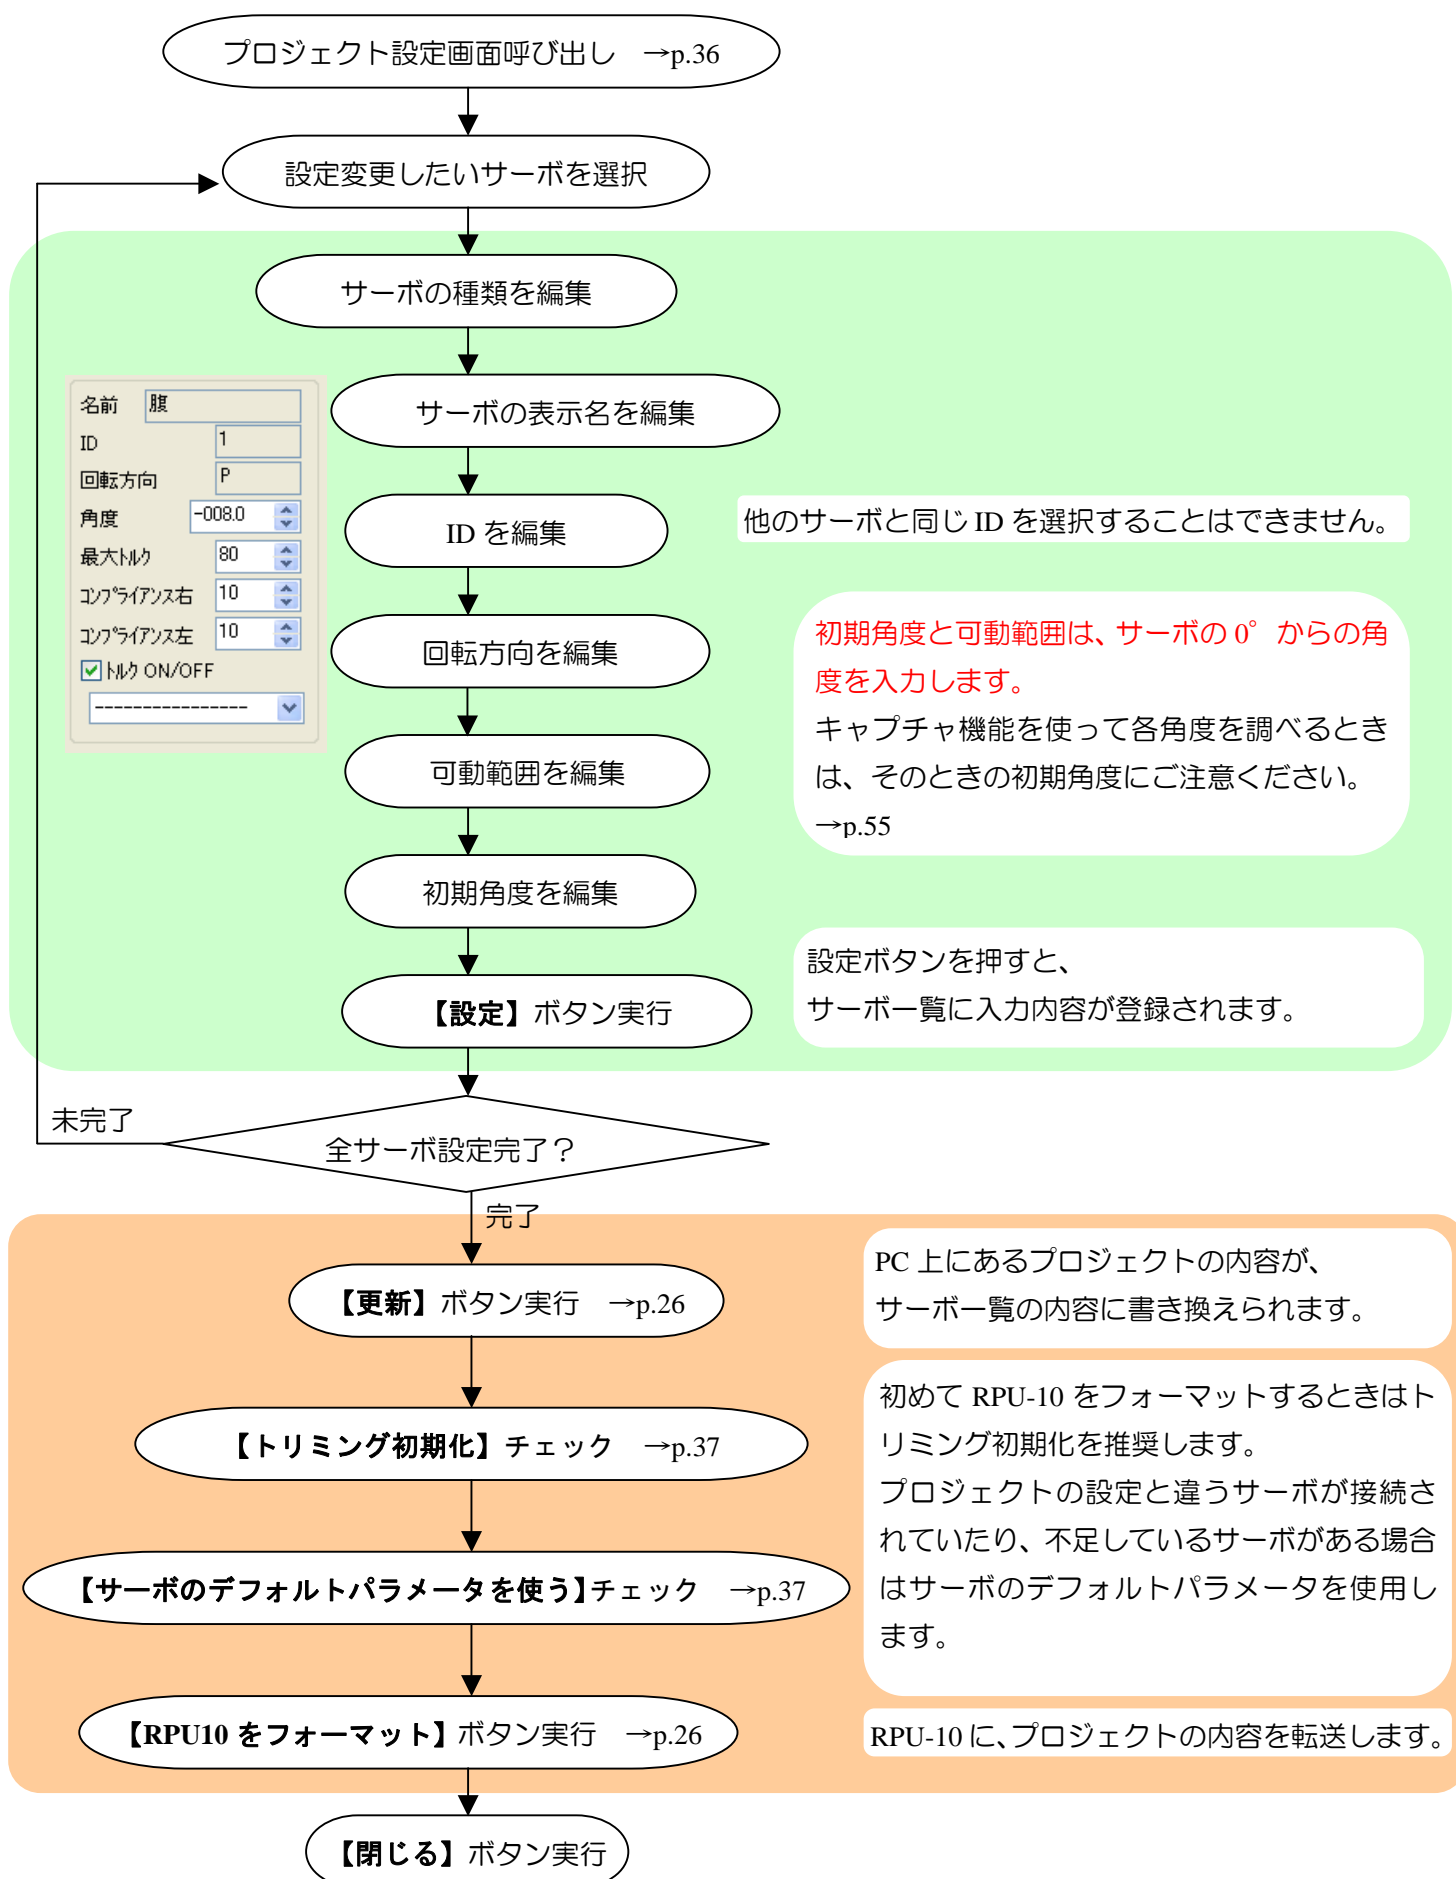 プロジェクト設定画面呼び出し　→p.36
設定変更したいサーボを選択
サーボの種類を編集
サーボの表示名を編集
名前 腹
ID 1
回転方向 P
角度 -008.0
最大トルク 80
コンプライアンス右 10
コンプライアンス左 10
トルク ON/OFF
----------------
ID を編集
他のサーボと同じ ID を選択することはできません。
回転方向を編集
初期角度と可動範囲は、サーボの 0°からの角
度を入力します。
キャプチャ機能を使って各角度を調べるとき
は、そのときの初期角度にご注意ください。
→p.55
可動範囲を編集
初期角度を編集
【設定】ボタン実行
設定ボタンを押すと、
サーボ一覧に入力内容が登録されます。
未完了
全サーボ設定完了？
完了
【更新】ボタン実行　→p.26
PC 上にあるプロジェクトの内容が、
サーボ一覧の内容に書き換えられます。
【トリミング初期化】チェック　→p.37
初めて RPU-10 をフォーマットするときはト
リミング初期化を推奨します。
プロジェクトの設定と違うサーボが接続さ
れていたり、不足しているサーボがある場合
はサーボのデフォルトパラメータを使用し
ます。
【サーボのデフォルトパラメータを使う】チェック　→p.37
【RPU10 をフォーマット】ボタン実行　→p.26
RPU-10 に、プロジェクトの内容を転送します。
【閉じる】ボタン実行